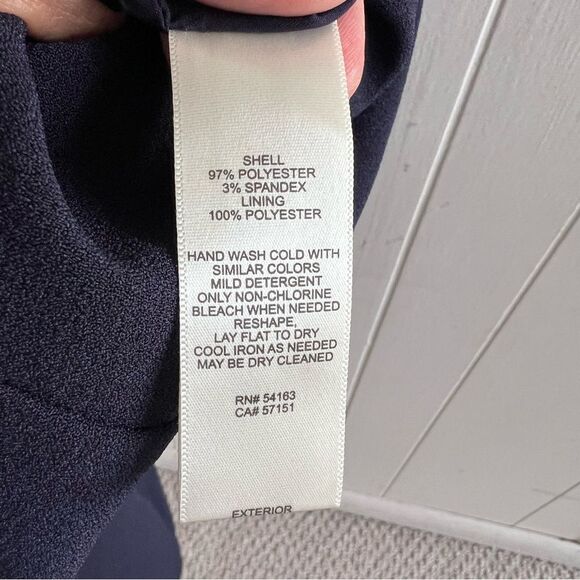 SHELL
97% POLYESTER
3% SPANDEX
LINING
100% POLYESTER
HAND WASH COLD WITH
SIMILAR COLORS
MILD DETERGENT
ONLY NON-CHLORINE
BLEACH WHEN NEEDED
RESHAPE,
LAY FLAT TO DRY
COOL IRON AS NEEDED
MAY BE DRY CLEANED
RN# 54163
CA# 57151
EXTERIOR